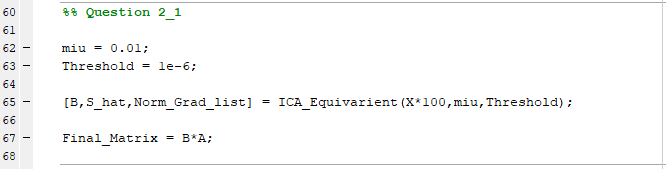 60 %% Question 2_1
61
62 – miu = 0.01;
63 – Threshold = 1e-6;
64
65 – [B,S_hat,Norm_Grad_list] = ICA_Equivarient(X*100,miu,Threshold);
66
67 – Final_Matrix = B*A;
68